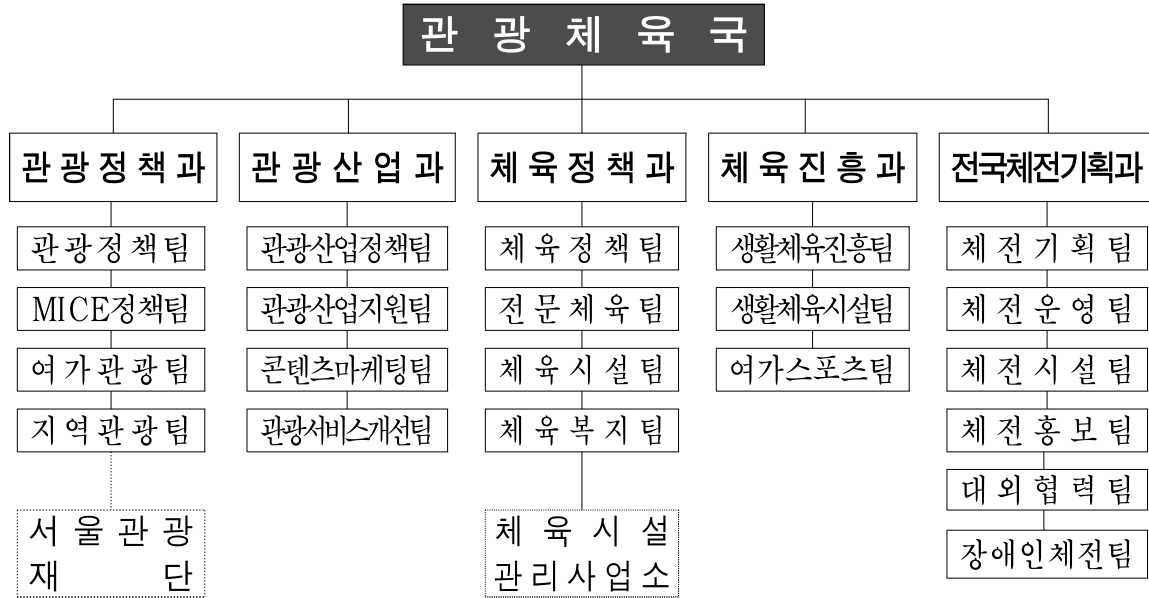 관광체육국
관광정책과
관광정책팀
MICE정책팀
여가관광팀
지역관광팀
서울관광
재단
관광산업과
관광산업정책팀
관광산업지원팀
콘텐츠마케팅팀
관광서비스개선팀
체육정책과
체육정책팀
전문체육팀
체육시설팀
체육복지팀
체육시설
관리사업소
체육진흥과
생활체육진흥팀
생활체육시설팀
여가스포츠팀
전국체전기획과
체전기획팀
체전운영팀
체전시설팀
체전홍보팀
대외협력팀
장애인체전팀